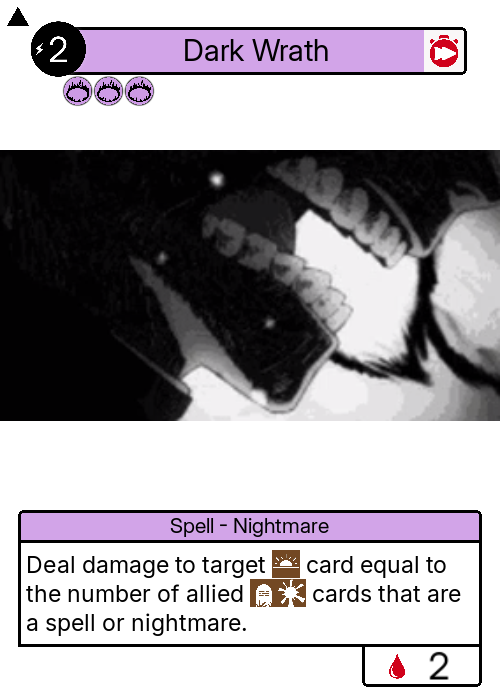 2
Dark Wrath
Spell - Nightmare
Deal damage to target card equal to
the number of allied cards that are
a spell or nightmare.
2